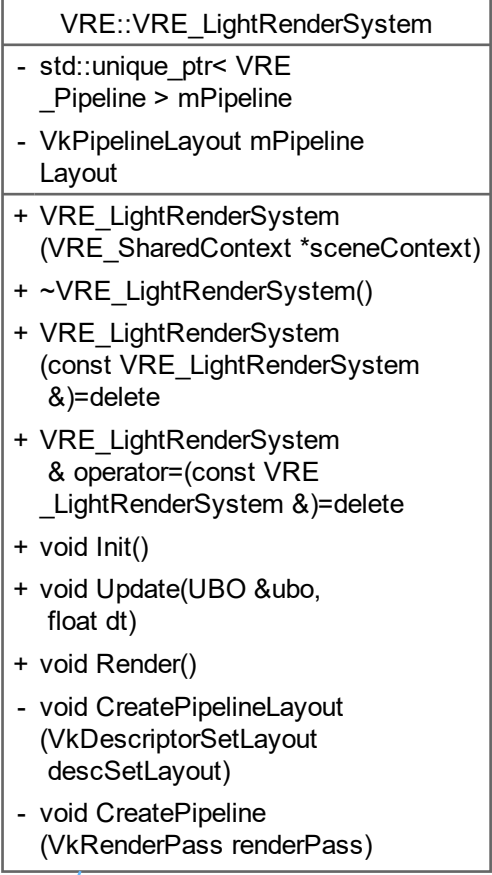 VRE::VRE_LightRenderSystem
- std::unique_ptr< VRE
_Pipeline > mPipeline
- VkPipelineLayout mPipeline
Layout
+ VRE_LightRenderSystem
(VRE_SharedContext *sceneContext)
+ ~VRE_LightRenderSystem()
+ VRE_LightRenderSystem
(const VRE_LightRenderSystem
&)=delete
+ VRE_LightRenderSystem
& operator=(const VRE
_LightRenderSystem &)=delete
+ void Init()
+ void Update(UBO &ubo,
float dt)
+ void Render()
- void CreatePipelineLayout
(VkDescriptorSetLayout
descSetLayout)
- void CreatePipeline
(VkRenderPass renderPass)